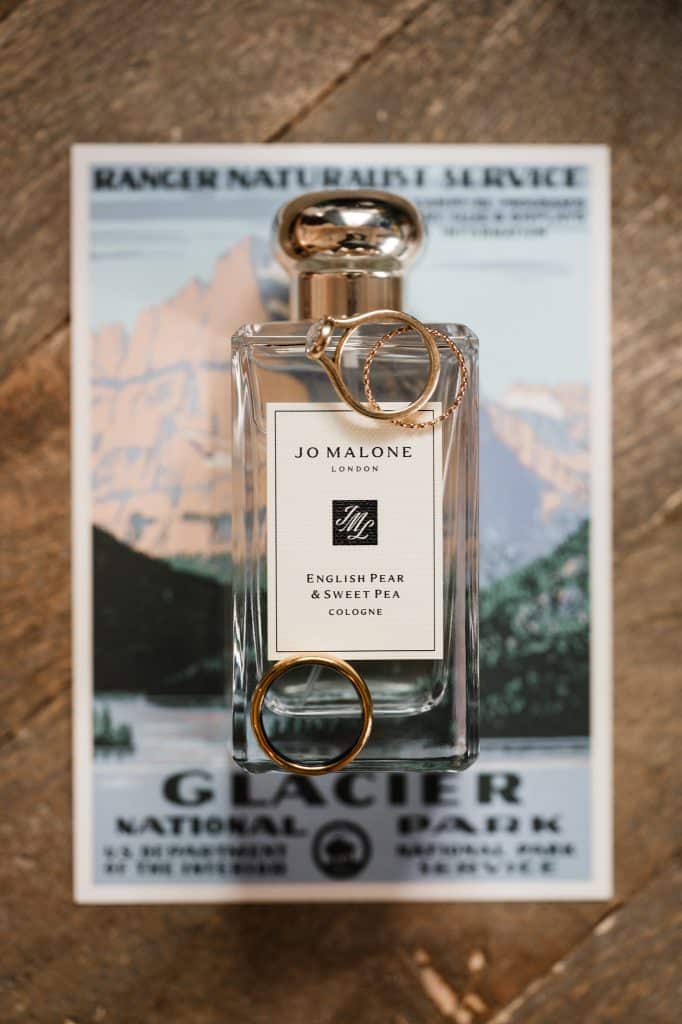 RANGER NATURALIST SERVICE
JO MALONE
LONDON
JML
ENGLISH PEAR
& SWEET PEA
COLOGNE
GLACIER
NATIONAL PARK
U.S. DEPARTMENT NATIONAL PARK
OF THE INTERIOR SERVICE